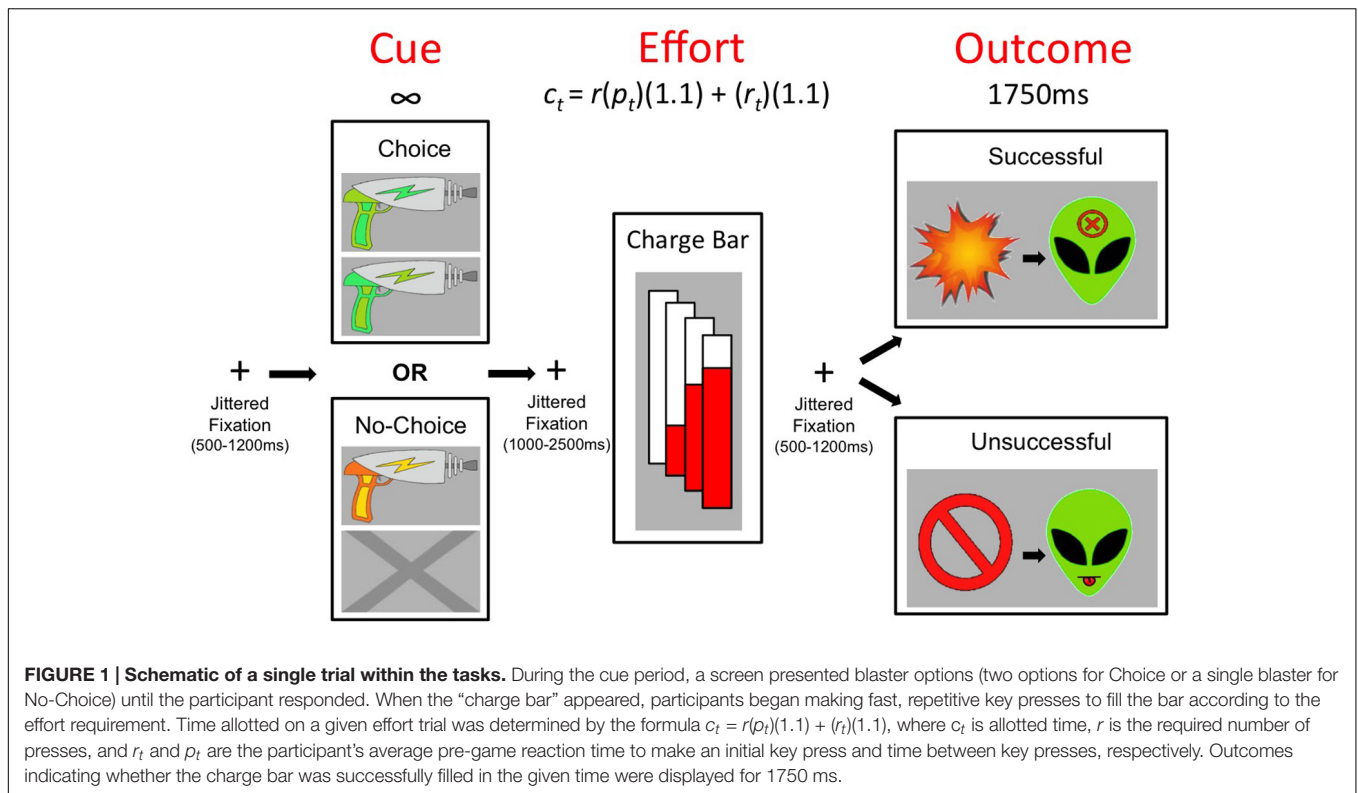 Cue
∞
Choice
OR
No-Choice
+
Jittered
Fixation
(500-1200ms)
Effort
c_t = r(p_t)(1.1) + (r_t)(1.1)
+
Jittered
Fixation
(1000-2500ms)
Charge Bar
+
Jittered
Fixation
(500-1200ms)
Outcome
1750ms
Successful
Unsuccessful
FIGURE 1 | Schematic of a single trial within the tasks. During the cue period, a screen presented blaster options (two options for Choice or a single blaster for
No-Choice) until the participant responded. When the “charge bar” appeared, participants began making fast, repetitive key presses to fill the bar according to the
effort requirement. Time allotted on a given effort trial was determined by the formula c_t = r(p_t)(1.1) + (r_t)(1.1), where c_t is allotted time, r is the required number of
presses, and r_t and p_t are the participant’s average pre-game reaction time to make an initial key press and time between key presses, respectively. Outcomes
indicating whether the charge bar was successfully filled in the given time were displayed for 1750 ms.